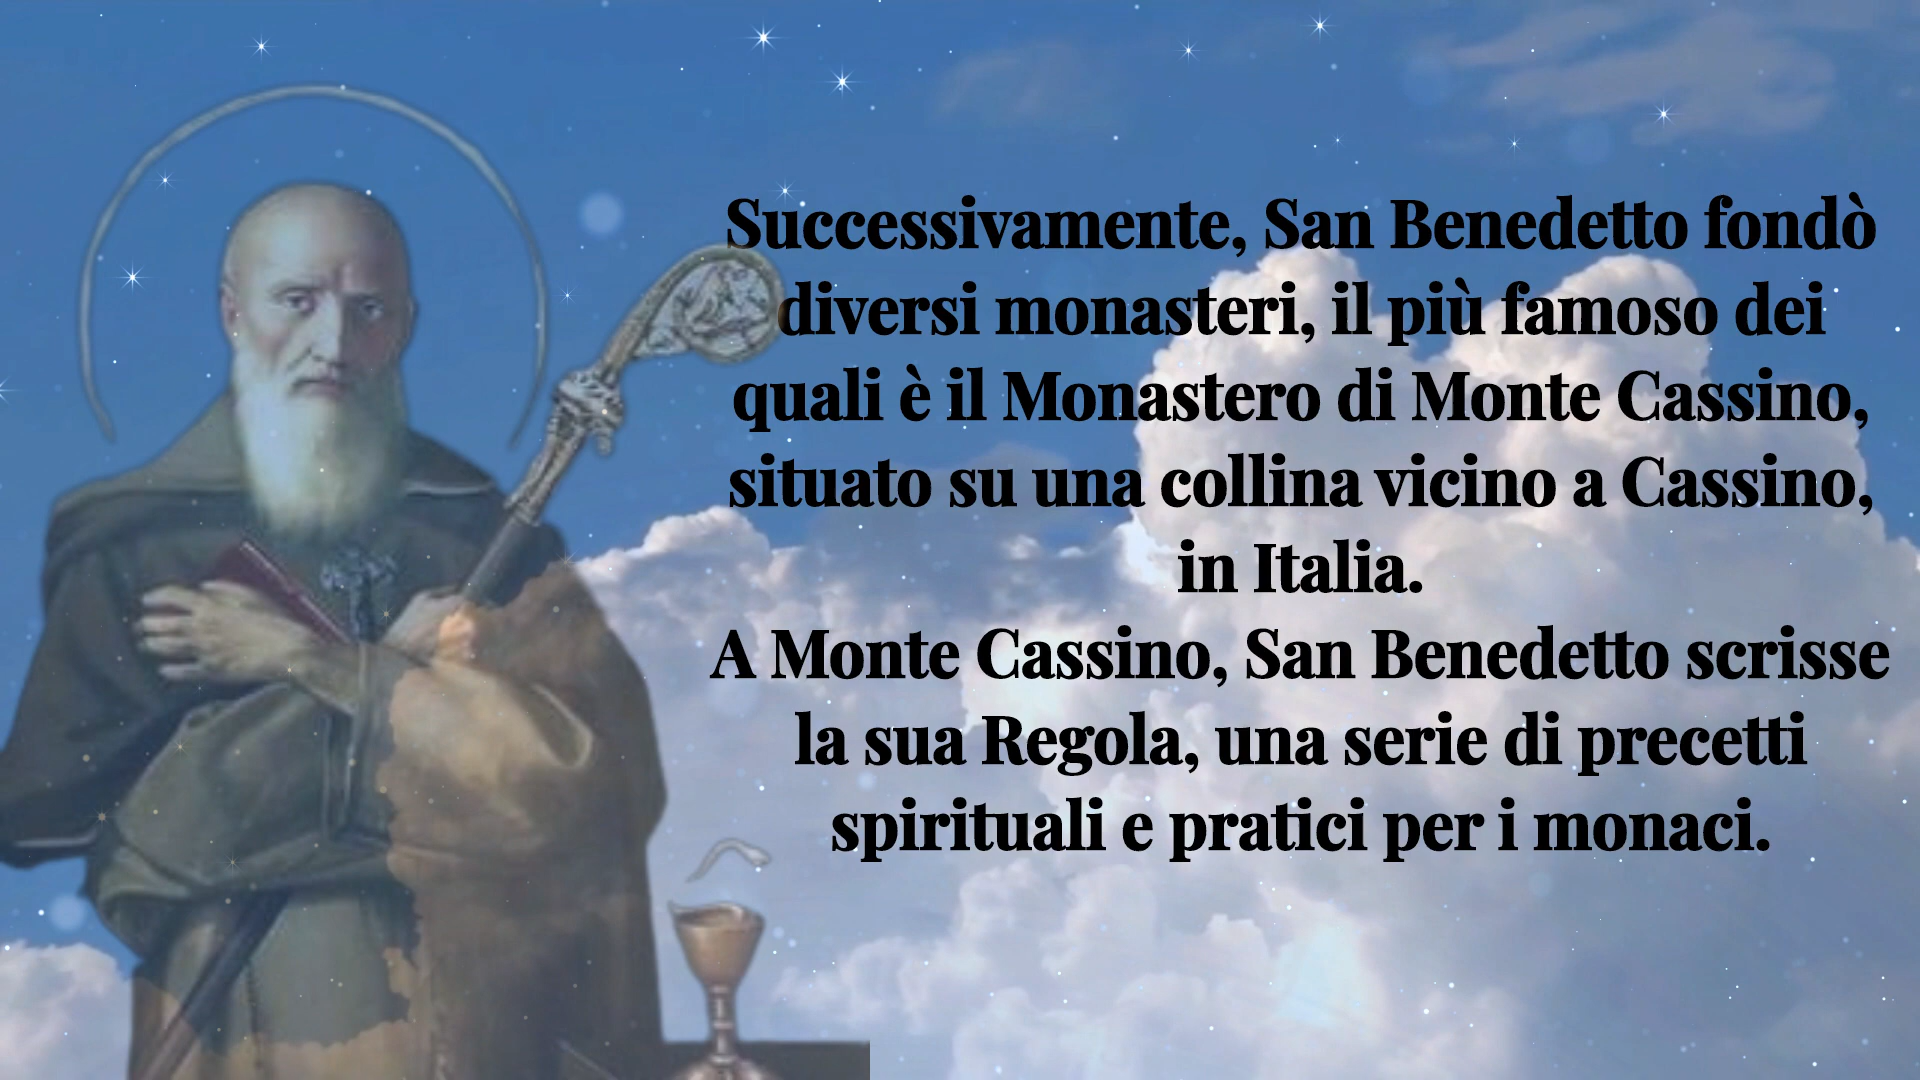 Successivamente, San Benedetto fondò
diversi monasteri, il più famoso dei
quali è il Monastero di Monte Cassino,
situato su una collina vicino a Cassino,
in Italia.
A Monte Cassino, San Benedetto scrisse
la sua Regola, una serie di precetti
spirituali e pratici per i monaci.